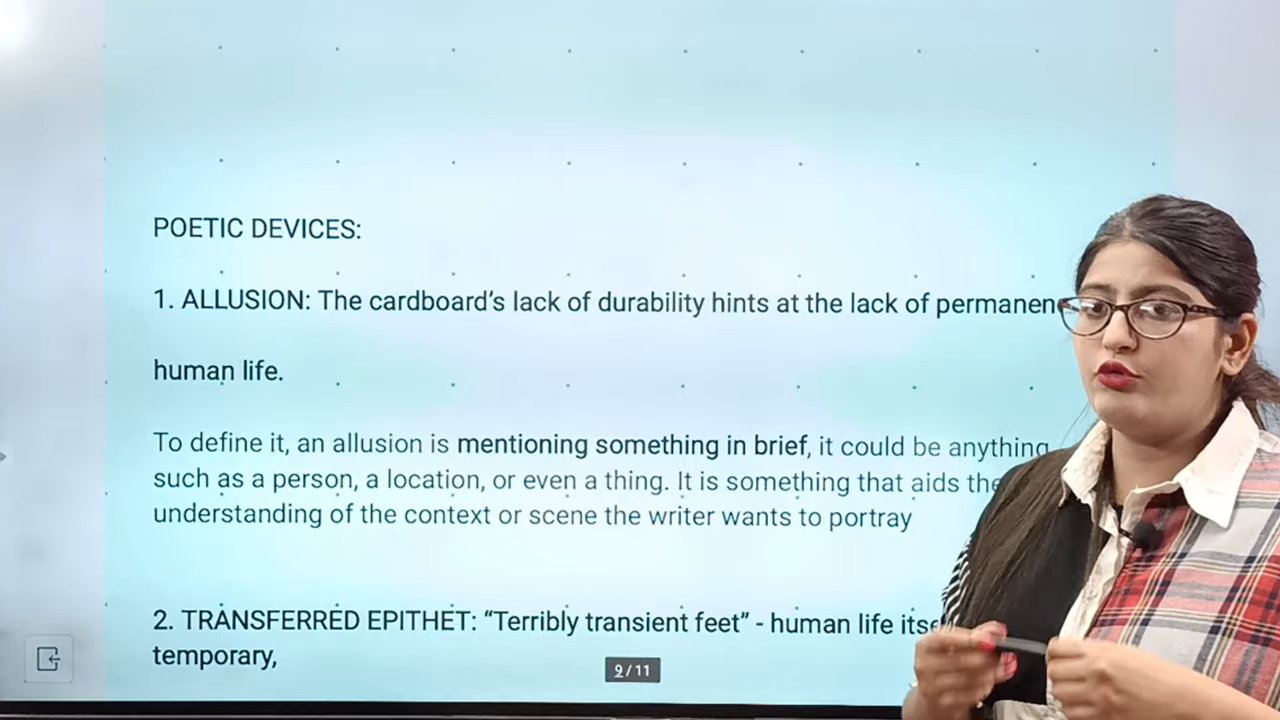 POETIC DEVICES:
1. ALLUSION: The cardboard's lack of durability hints at the lack of
human life.
To define it, an allusion is mentioning something in brief, it could be anything
such as a person, a location, or even a thing. It is something that aids the
understanding of the context or scene the writer wants to portray
2. TRANSFERRED EPITHET: “Terribly transient feet” - human life
temporary,
9/11